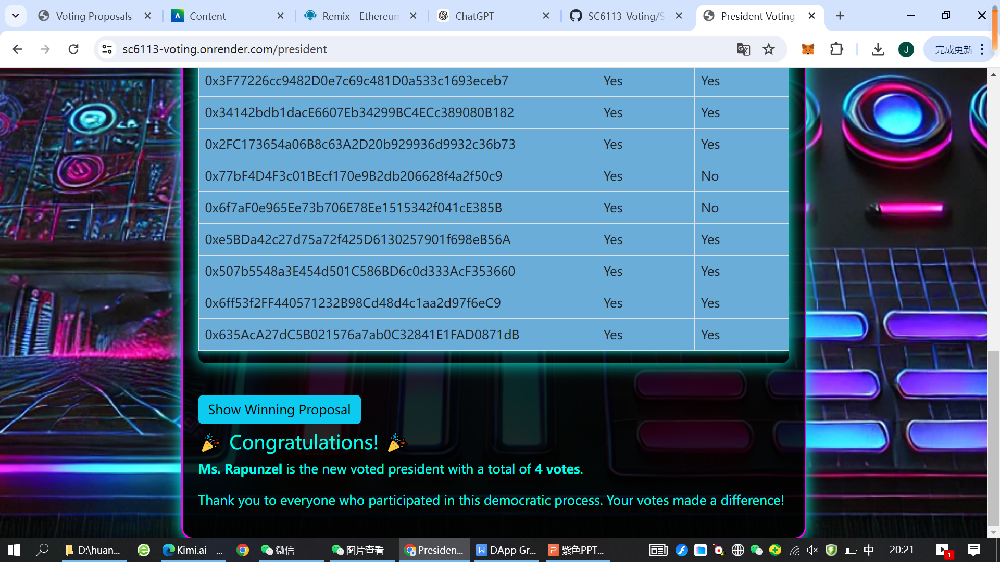 Voting Proposals
Content
Remix - Ethereum
ChatGPT
SC6113 Voting/S
President Voting
sc6113-voting.onrender.com/president
J
完成更新
0x3F77226cc9482D0e7c69c481D0a533c1693eceb7 Yes Yes
0x34142bdb1dacE6607Eb34299BC4ECc389080B182 Yes Yes
0x2FC173654a06B8c63A2D20b929936d9932c36b73 Yes Yes
0x77bF4D4F3c01BEcf170e9B2db206628f4a2f50c9 Yes No
0x6f7aF0e965Ee73b706E78Ee1515342f041cE385B Yes No
0xe5BDa42c27d75a72f425D6130257901f698eB56A Yes Yes
0x507b5548a3E454d501C586BD6c0d333AcF353660 Yes Yes
0x6ff53f2FF440571232B98Cd48d4c1aa2d97f6eC9 Yes Yes
0x635AcA27dC5B021576a7ab0C32841E1FAD0871dB Yes Yes
Show Winning Proposal
🎉 Congratulations! 🎉
Ms. Rapunzel is the new voted president with a total of 4 votes.
Thank you to everyone who participated in this democratic process. Your votes made a difference!
D:\huan...
Kimi.ai - ...
微信
图片查看
Presiden...
DApp Gr...
紫色PPT...
中
20:21
1